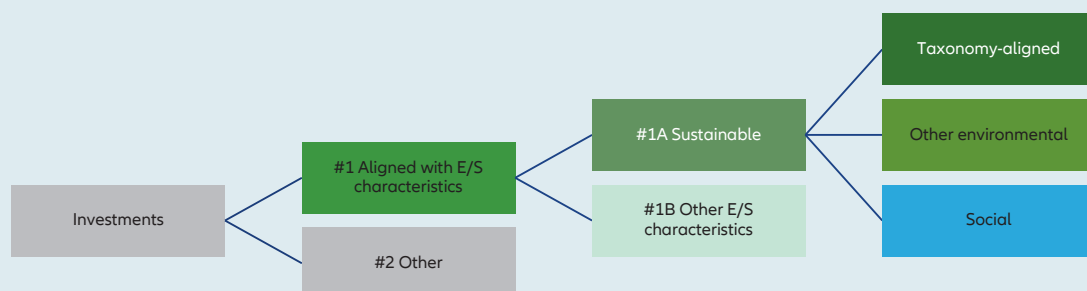 Investments
#1 Aligned with E/S
characteristics
#2 Other
#1A Sustainable
#1B Other E/S
characteristics
Taxonomy-aligned
Other environmental
Social